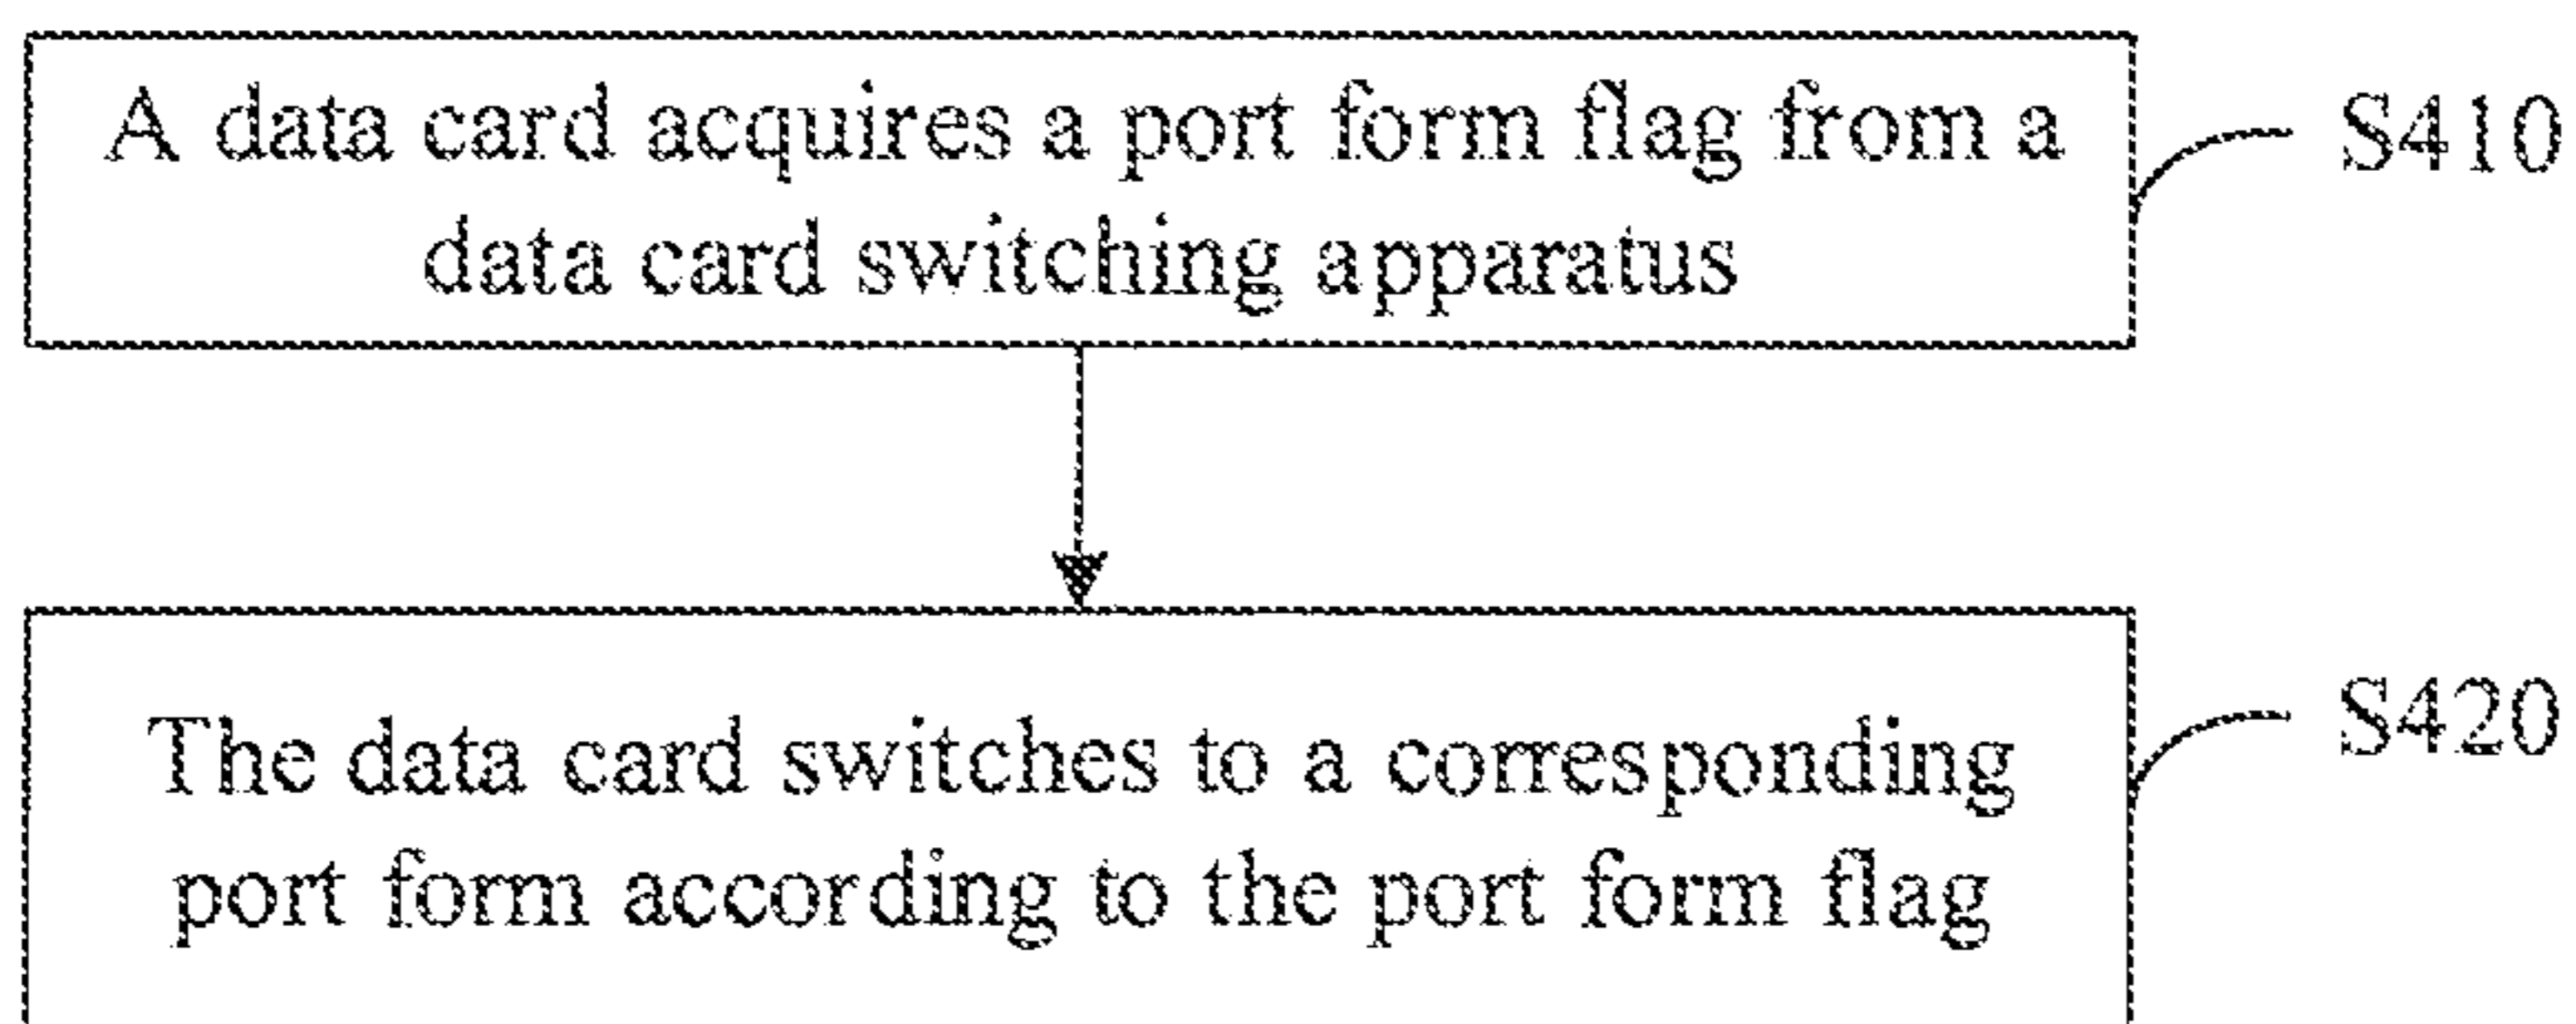 A data card acquires a port form flag from a
data card switching apparatus
S410
The data card switches to a corresponding
port form according to the port form flag
S420